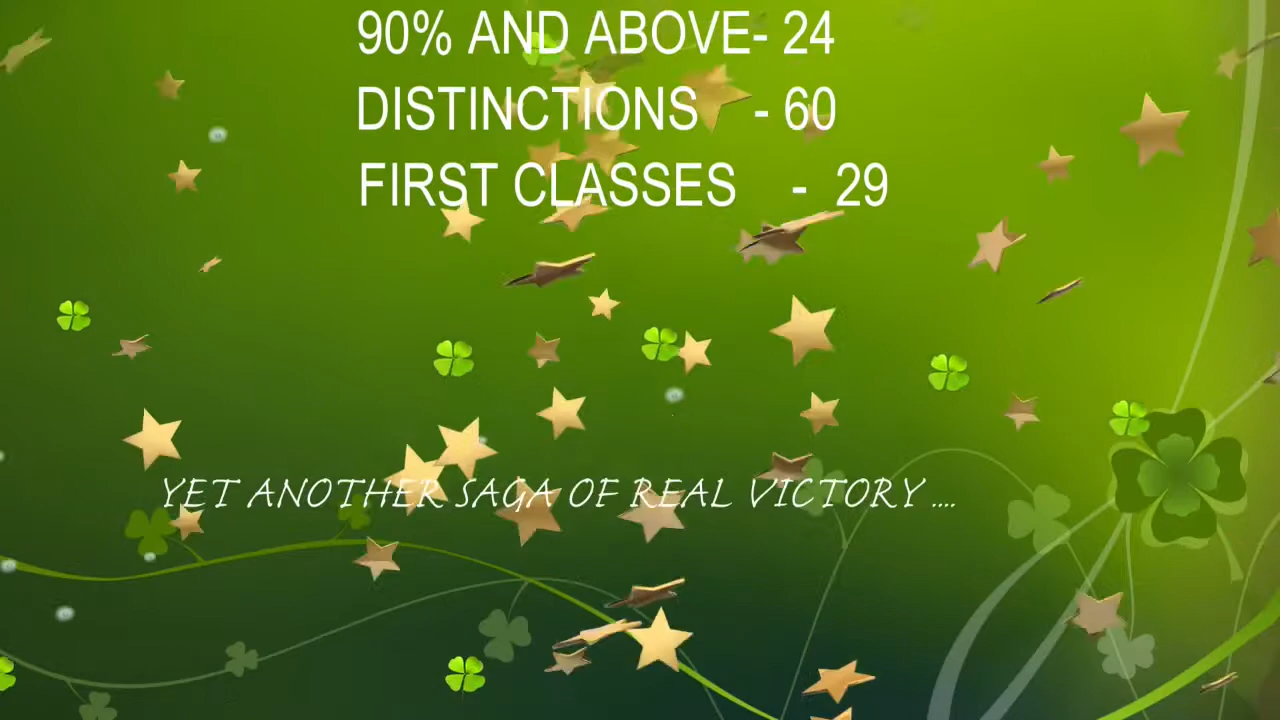 90% AND ABOVE- 24
DISTINCTIONS - 60
FIRST CLASSES - 29
YET ANOTHER SAGA OF REAL VICTORY ....